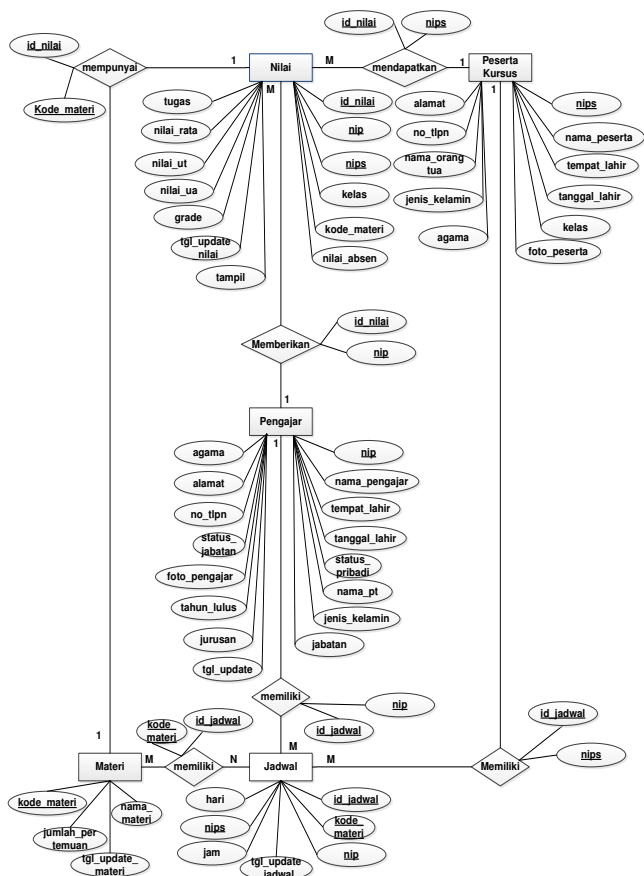 id_nilai
nips
id_nilai
mempunyai
1
Nilai
M
mendapatkan
1
Peserta
Kursus
Kode_materi
M
1
tugas
id_nilai
alamat
nips
nilai_rata
nip
no_tlpn
nama_peserta
nilai_ut
nips
nama_orang
tua
tempat_lahir
nilai_ua
kelas
jenis_kelamin
tanggal_lahir
grade
kode_materi
agama
kelas
tgl_update
nilai
nilai_absen
foto_peserta
tampil
id_nilai
Memberikan
nip
1
Pengajar
1
agama
nip
alamat
nama_pengajar
no_tlpn
tempat_lahir
status_
jabatan
tanggal_lahir
foto_pengajar
status_
pribadi
tahun_lulus
nama_pt
jurusan
jenis_kelamin
tgl_update
jabatan
memiliki
nip
id_jadwal
1
kode_
materi
id_jadwal
M
id_jadwal
nips
Materi
M
memiliki
N
Jadwal
M
Memiliki
kode_materi
nama_
materi
jumlah_per
temuan
tgl_update_
materi
hari
id_jadwal
nips
kode_
materi
jam
nip
tgl_update
_jadwal